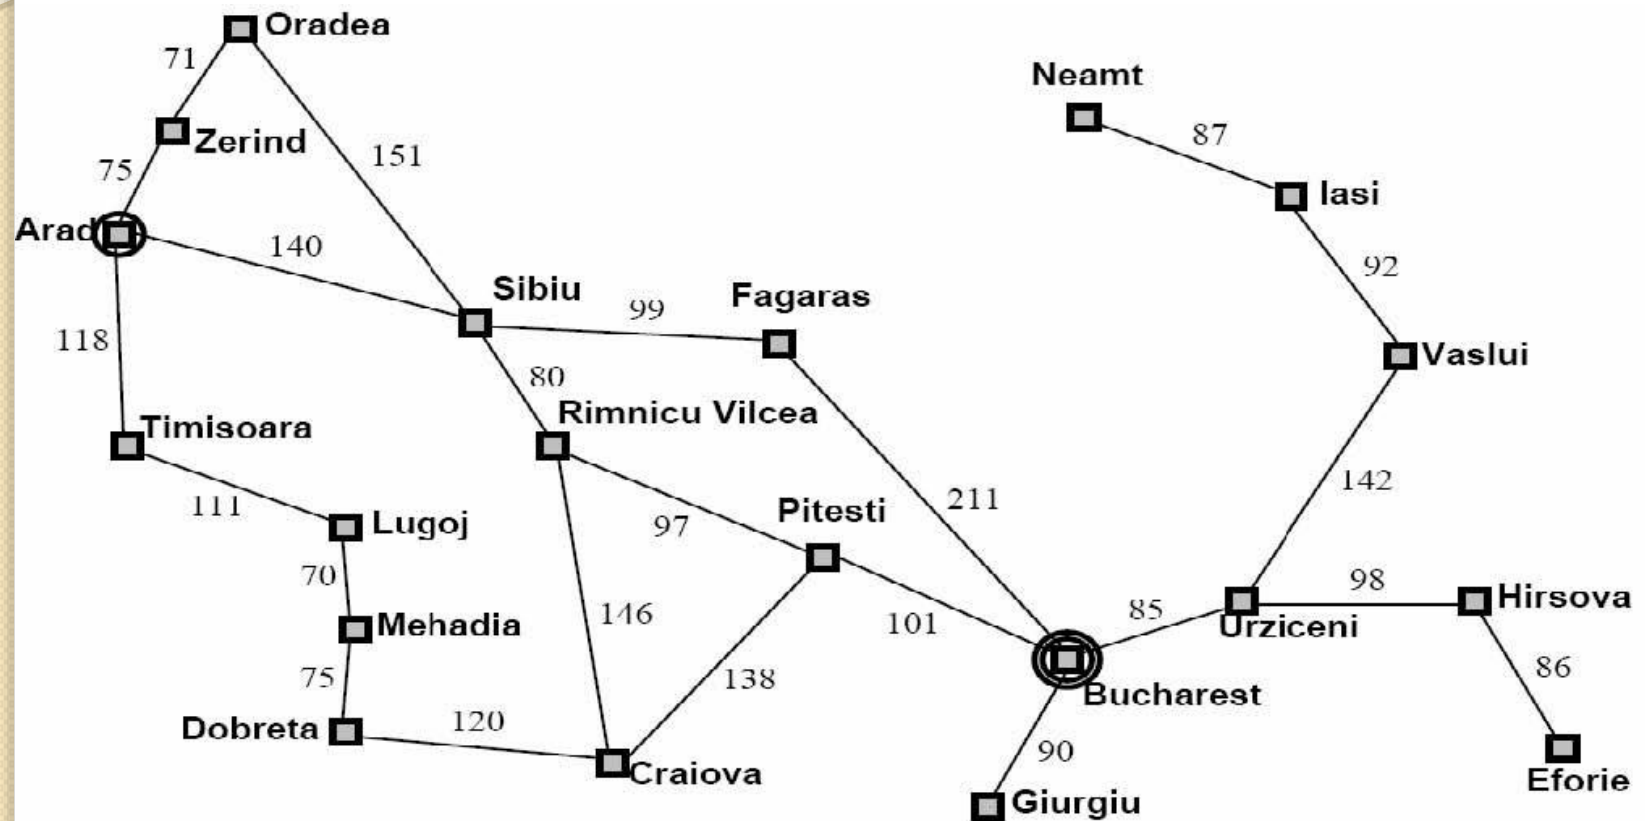 Oradea
71
Neamt
87
Zerind
151
75
Iasi
Arad
140
92
Sibiu
Fagaras
99
118
Vaslui
80
Rimnicu Vilcea
Timisoara
142
211
111
Pitesti
Lugoj
97
70
98
Hirsova
146
85
101
Urziceni
Mehadia
86
75
138
Bucharest
Dobreta
120
90
Craiova
Eforie
Giurgiu